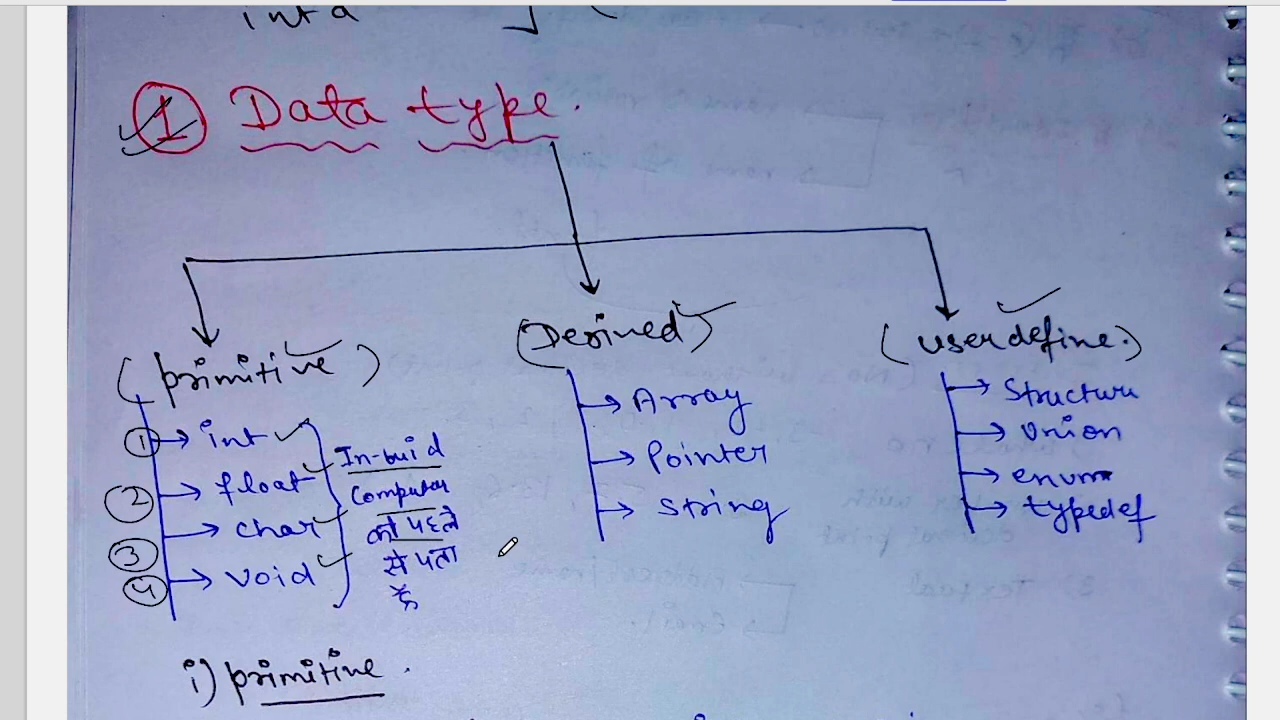 int a
① Data type.
(primitive)
① int
② float
③ char
④ void
In-buid
Computer
को पहले
से पता
है
(Derived)
Array
Pointer
string
(userdefine.)
Structure
Union
enum
typedef
i) primitive.